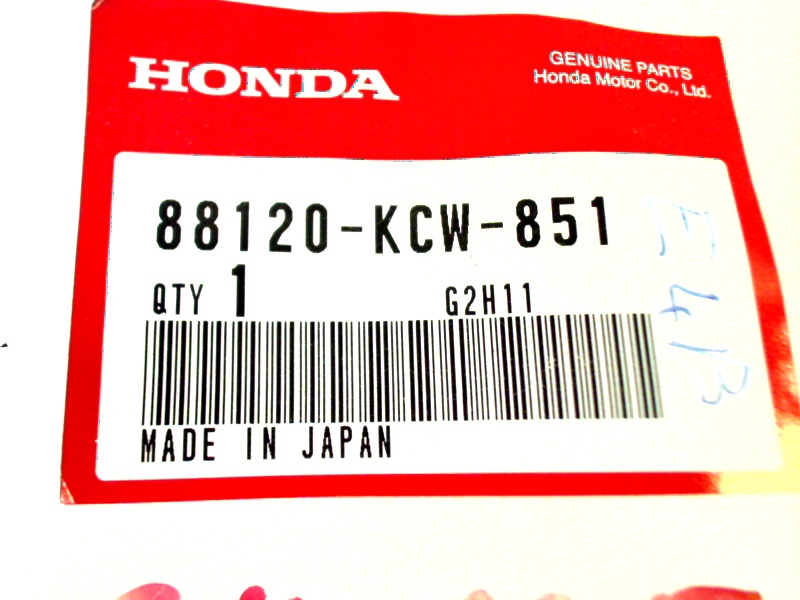 HONDA
GENUINE PARTS
Honda Motor Co., Ltd.
88120-KCW-851
QTY 1 G2H11
MADE IN JAPAN